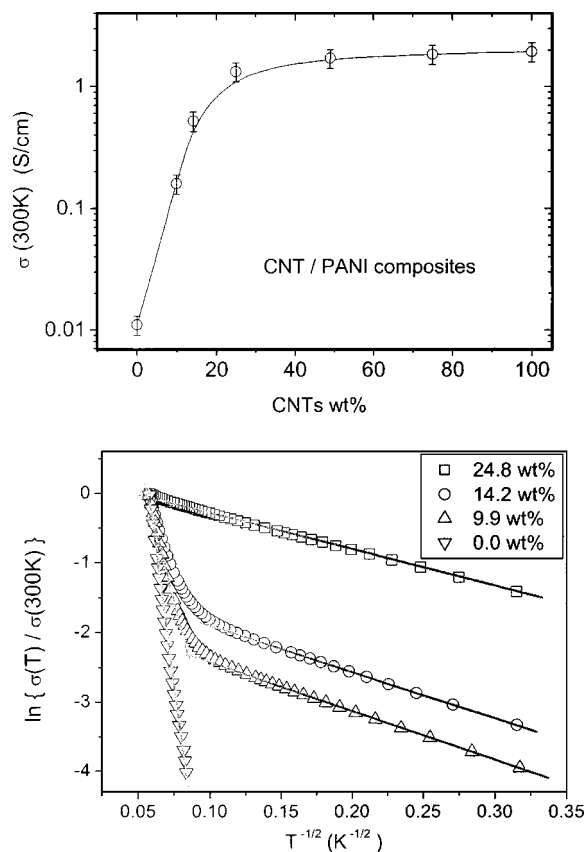 σ (300K) (S/cm)
1
0.1
0.01
CNT / PANI composites
0 20 40 60 80 100
CNTs wt%
ln { σ(T) / σ(300K) }
0
-1
-2
-3
-4
24.8 wt%
14.2 wt%
9.9 wt%
0.0 wt%
0.05 0.10 0.15 0.20 0.25 0.30 0.35
T -1/2 (K -1/2)